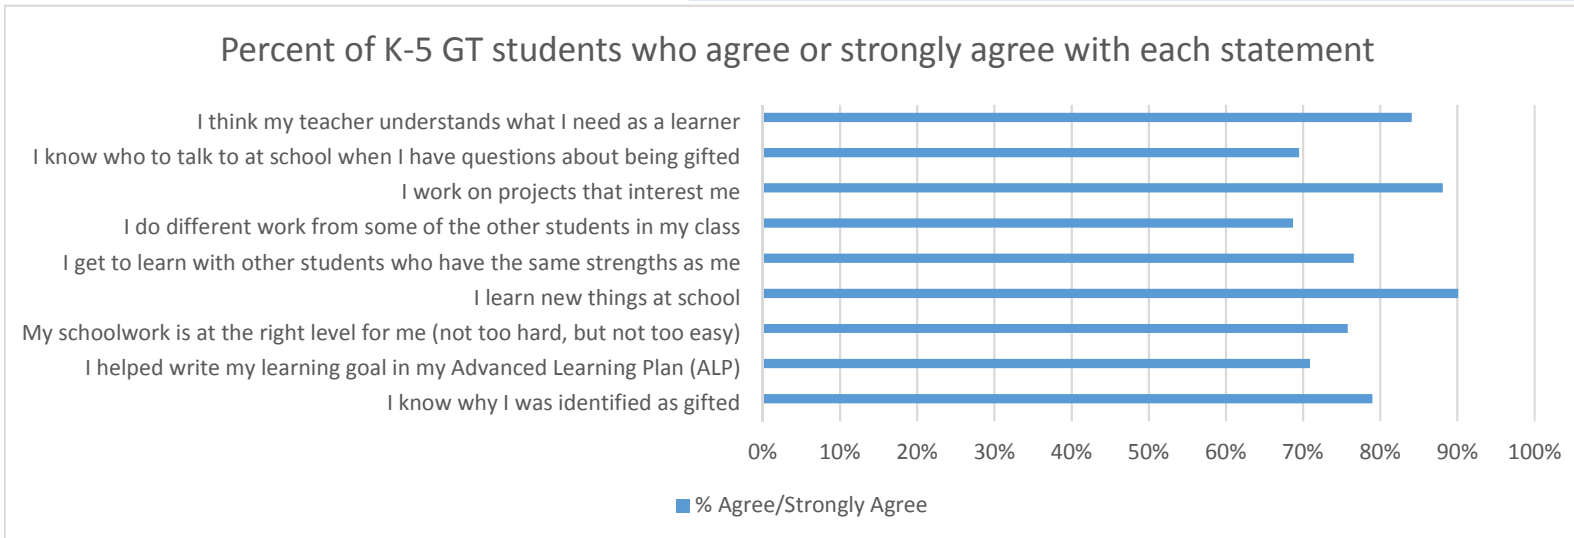 Percent of K-5 GT students who agree or strongly agree with each statement
I think my teacher understands what I need as a learner
I know who to talk to at school when I have questions about being gifted
I work on projects that interest me
I do different work from some of the other students in my class
I get to learn with other students who have the same strengths as me
I learn new things at school
My schoolwork is at the right level for me (not too hard, but not too easy)
I helped write my learning goal in my Advanced Learning Plan (ALP)
I know why I was identified as gifted
0% 10% 20% 30% 40% 50% 60% 70% 80% 90% 100%
% Agree/Strongly Agree